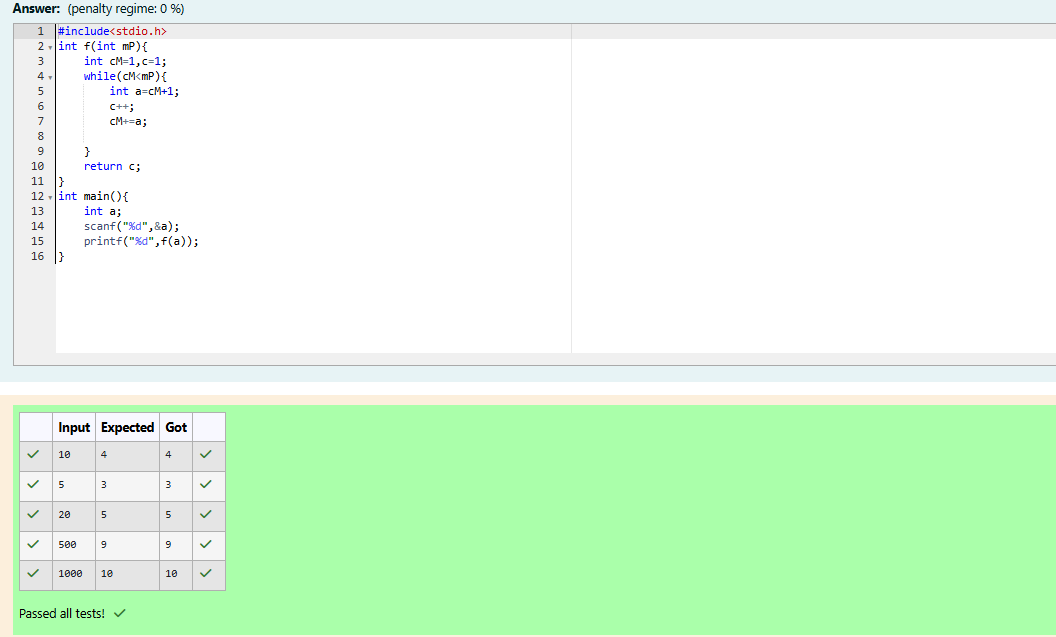 Answer: (penalty regime: 0 %)
1 #include<stdio.h>
2 int f(int mP){
3     int cM=1,c=1;
4     while(cM<mP){
5         int a=cM+1;
6         c++;
7         cM+=a;
8
9     }
10     return c;
11 }
12 int main(){
13     int a;
14     scanf("%d",&a);
15     printf("%d",f(a));
16 }
Input Expected Got
10 4 4
5 3 3
20 5 5
500 9 9
1000 10 10
Passed all tests!